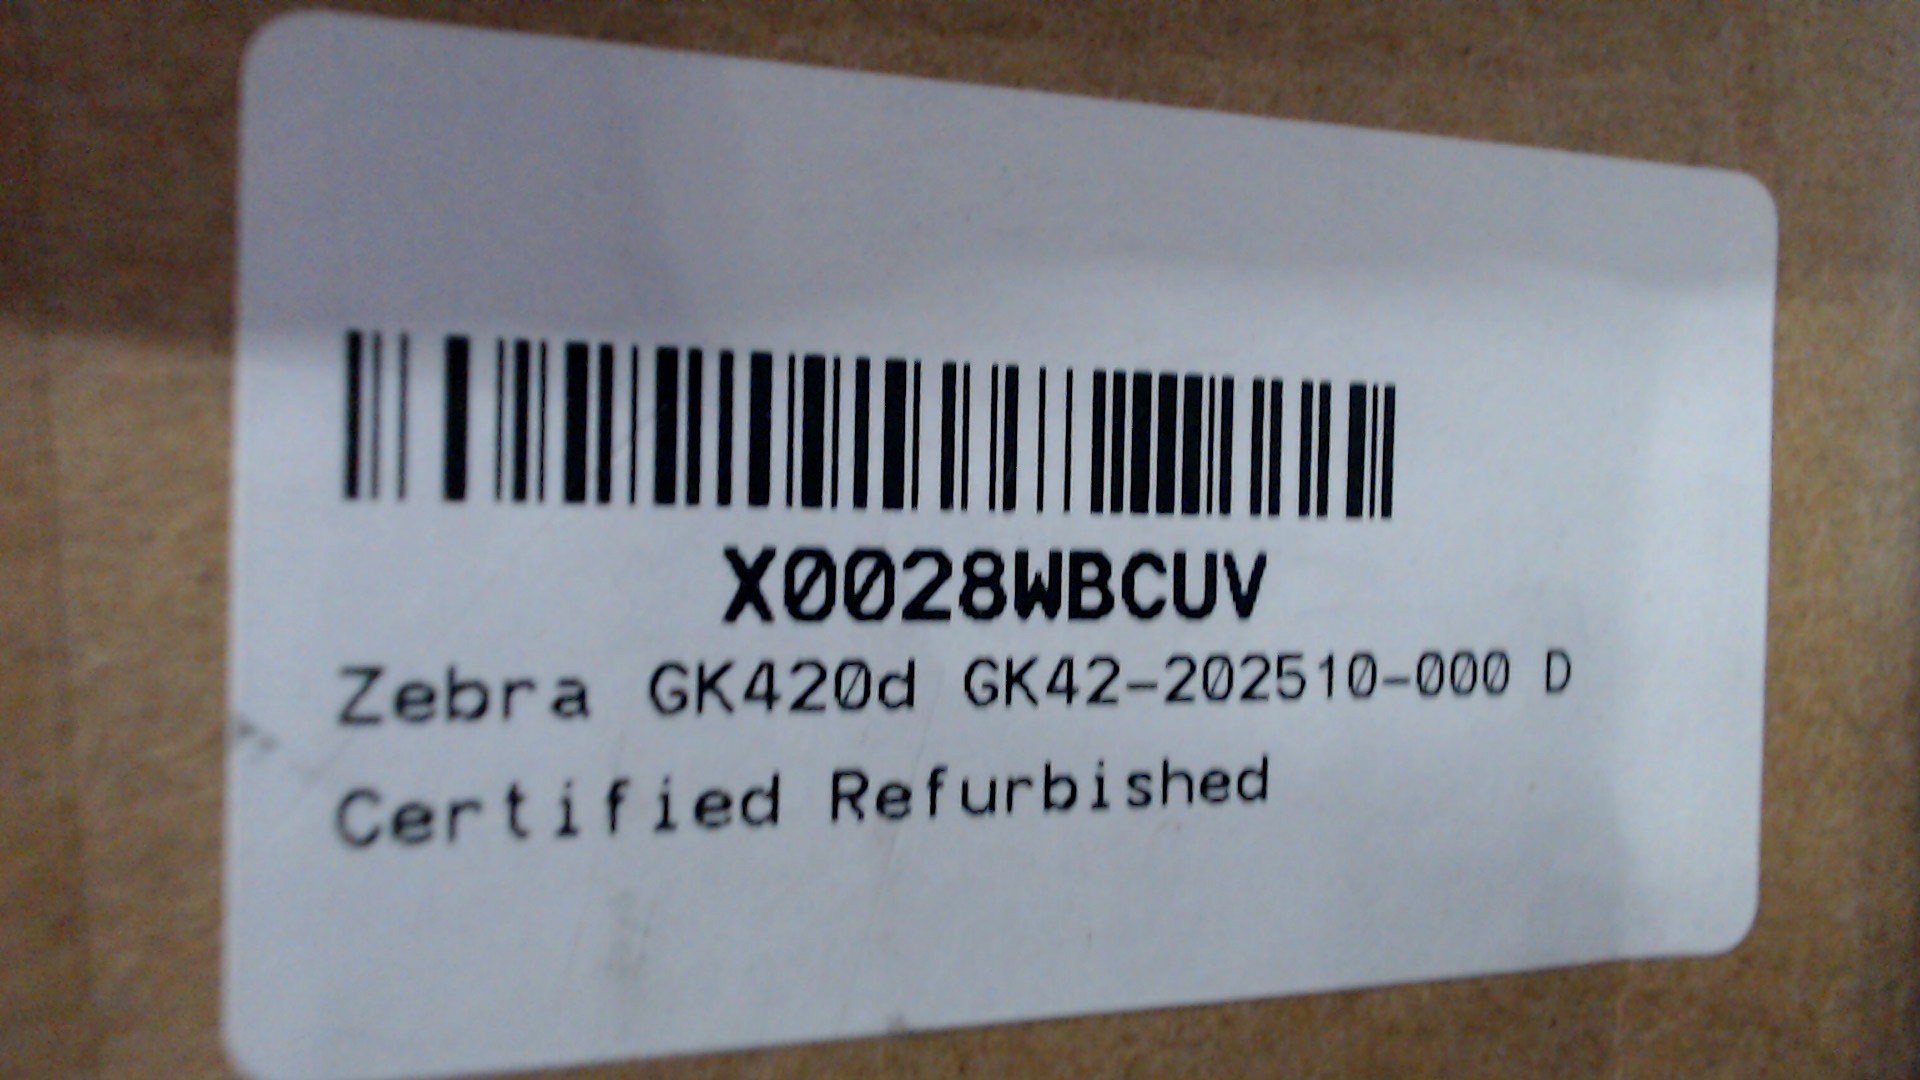 X0028WBCUV
Zebra GK420d GK42-202510-000 D
Certified Refurbished